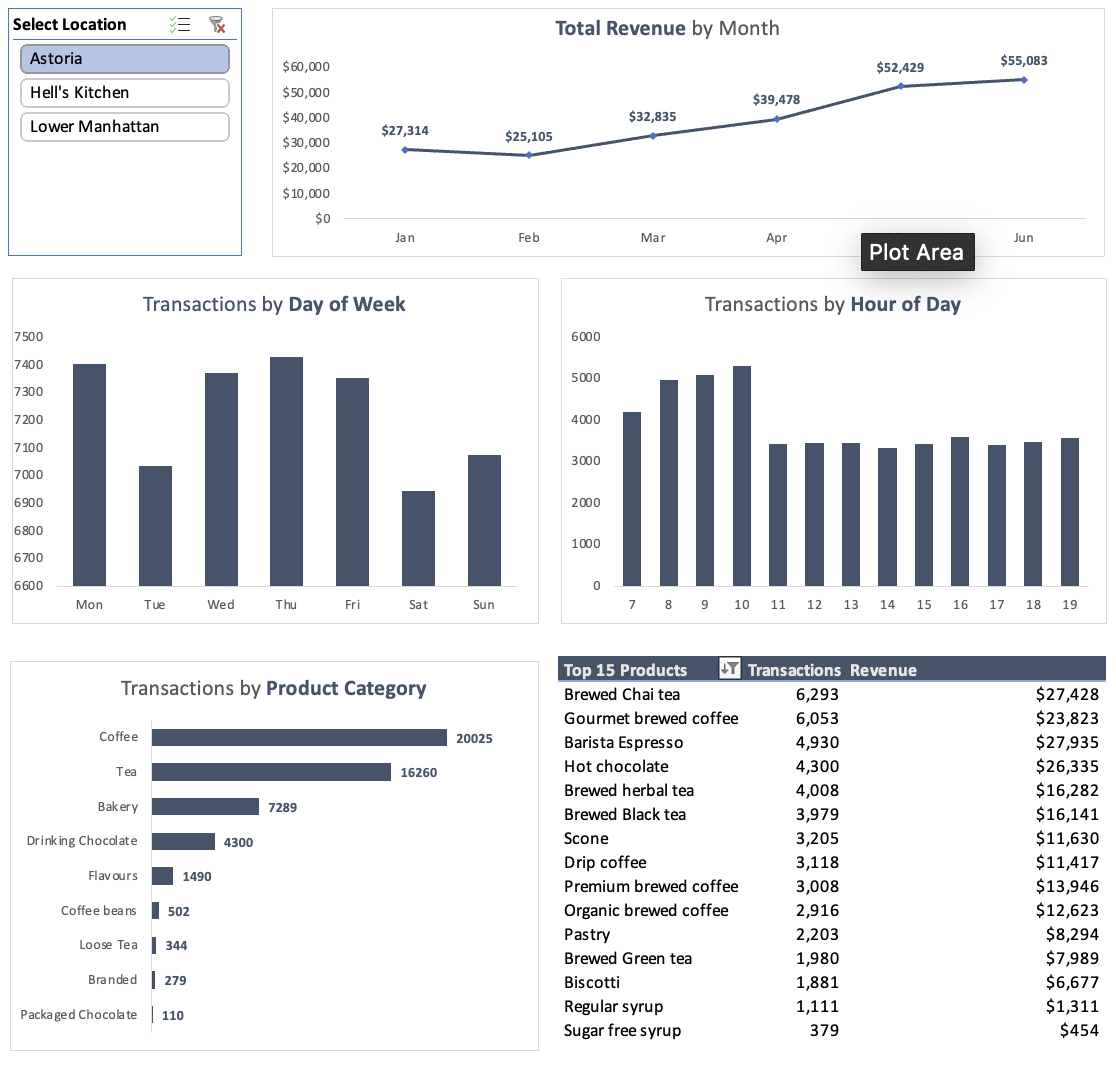 Select Location
Astoria
Hell's Kitchen
Lower Manhattan
Total Revenue by Month
$60,000
$50,000
$40,000
$30,000
$20,000
$10,000
$0
$27,314
$25,105
$32,835
$39,478
$52,429
$55,083
Jan Feb Mar Apr Jun
Plot Area
Transactions by Day of Week
7500
7400
7300
7200
7100
7000
6900
6800
6700
6600
Mon Tue Wed Thu Fri Sat Sun
Transactions by Hour of Day
6000
5000
4000
3000
2000
1000
0
7 8 9 10 11 12 13 14 15 16 17 18 19
Transactions by Product Category
Coffee 20025
Tea 16260
Bakery 7289
Drinking Chocolate 4300
Flavours 1490
Coffee beans 502
Loose Tea 344
Branded 279
Packaged Chocolate 110
Top 15 Products Transactions Revenue
Brewed Chai tea 6,293 $27,428
Gourmet brewed coffee 6,053 $23,823
Barista Espresso 4,930 $27,935
Hot chocolate 4,300 $26,335
Brewed herbal tea 4,008 $16,282
Brewed Black tea 3,979 $16,141
Scone 3,205 $11,630
Drip coffee 3,118 $11,417
Premium brewed coffee 3,008 $13,946
Organic brewed coffee 2,916 $12,623
Pastry 2,203 $8,294
Brewed Green tea 1,980 $7,989
Biscotti 1,881 $6,677
Regular syrup 1,111 $1,311
Sugar free syrup 379 $454